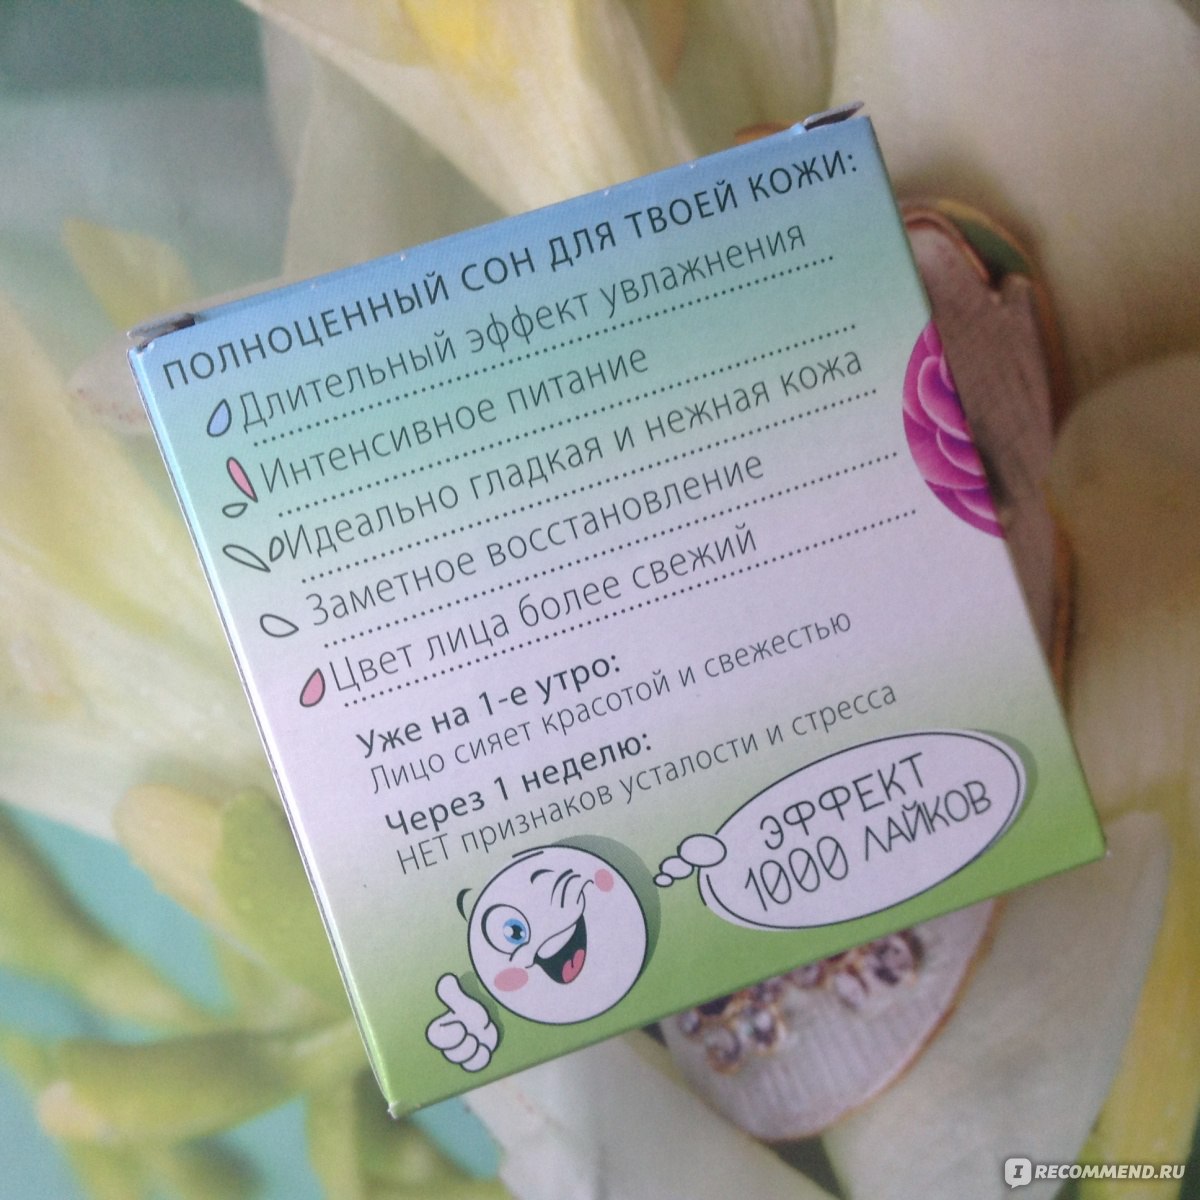 ПОЛНОЦЕННЫЙ СОН ДЛЯ ТВОЕЙ КОЖИ:
Длительный эффект увлажнения
Интенсивное питание
Идеально гладкая и нежная кожа
Заметное восстановление
Цвет лица более свежий
Уже на 1-е утро:
Лицо сияет красотой и свежестью
Через 1 неделю:
НЕТ признаков усталости и стресса
ЭФФЕКТ
1000 ЛАЙКОВ
IRECOMMEND.RU